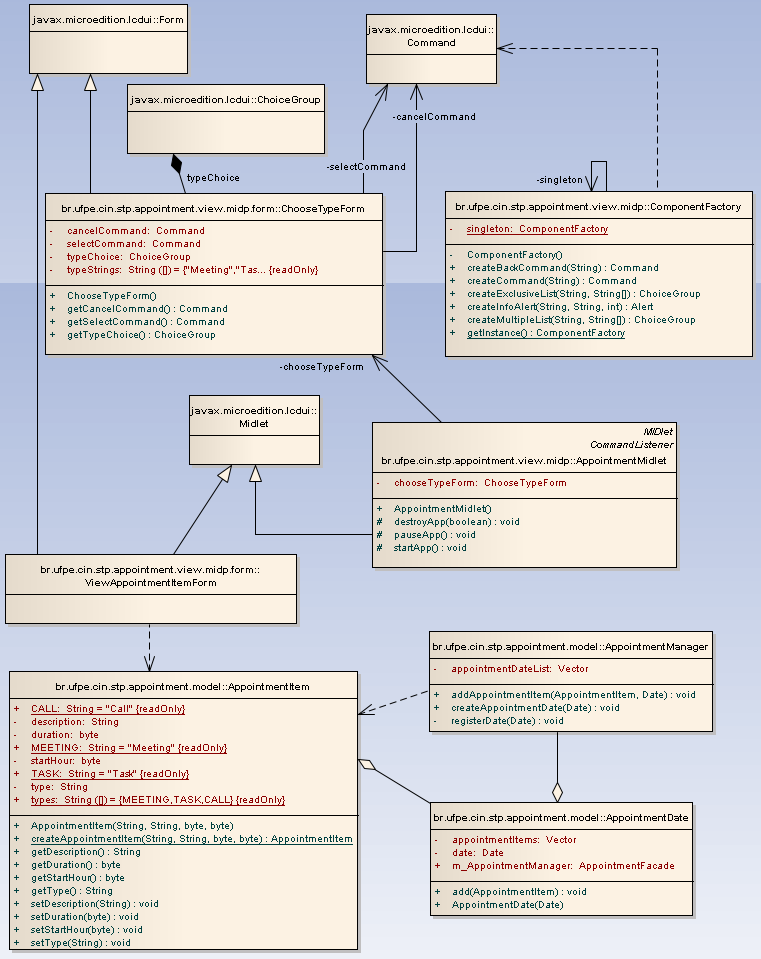 javax.microedition.lcdui::Form
javax.microedition.lcdui::
Command
javax.microedition.lcdui::ChoiceGroup
-cancelCommand
-selectCommand
typeChoice
-singleton
br.ufpe.cin.stp.appointment.view.midp.form::ChooseTypeForm
- cancelCommand: Command
- selectCommand: Command
- typeChoice: ChoiceGroup
- typeStrings: String ([]) = {"Meeting","Tas... {readOnly}
+ ChooseTypeForm()
+ getCancelCommand() : Command
+ getSelectCommand() : Command
+ getTypeChoice() : ChoiceGroup
br.ufpe.cin.stp.appointment.view.midp::ComponentFactory
- singleton: ComponentFactory
- ComponentFactory()
+ createBackCommand(String) : Command
+ createCommand(String) : Command
+ createExclusiveList(String, String[]) : ChoiceGroup
+ createInfoAlert(String, String, int) : Alert
+ createMultipleList(String, String[]) : ChoiceGroup
+ getInstance() : ComponentFactory
-chooseTypeForm
javax.microedition.lcdui::
Midlet
MIDlet
CommandListener
br.ufpe.cin.stp.appointment.view.midp::AppointmentMidlet
- chooseTypeForm: ChooseTypeForm
+ AppointmentMidlet()
# destroyApp(boolean) : void
# pauseApp() : void
# startApp() : void
br.ufpe.cin.stp.appointment.view.midp.form::
ViewAppointmentItemForm
br.ufpe.cin.stp.appointment.model::AppointmentManager
- appointmentDateList: Vector
+ addAppointmentItem(AppointmentItem, Date) : void
+ createAppointmentDate(Date) : void
- registerDate(Date) : void
br.ufpe.cin.stp.appointment.model::AppointmentItem
+ CALL: String = "Call" {readOnly}
- description: String
- duration: byte
+ MEETING: String = "Meeting" {readOnly}
- startHour: byte
+ TASK: String = "Task" {readOnly}
- type: String
+ types: String ([]) = {MEETING,TASK,CALL} {readOnly}
+ AppointmentItem(String, String, byte, byte)
+ createAppointmentItem(String, String, byte, byte) : AppointmentItem
+ getDescription() : String
+ getDuration() : byte
+ getStartHour() : byte
+ getType() : String
+ setDescription(String) : void
+ setDuration(byte) : void
+ setStartHour(byte) : void
+ setType(String) : void
br.ufpe.cin.stp.appointment.model::AppointmentDate
- appointmentItems: Vector
- date: Date
+ m_AppointmentManager: AppointmentFacade
+ add(AppointmentItem) : void
+ AppointmentDate(Date)